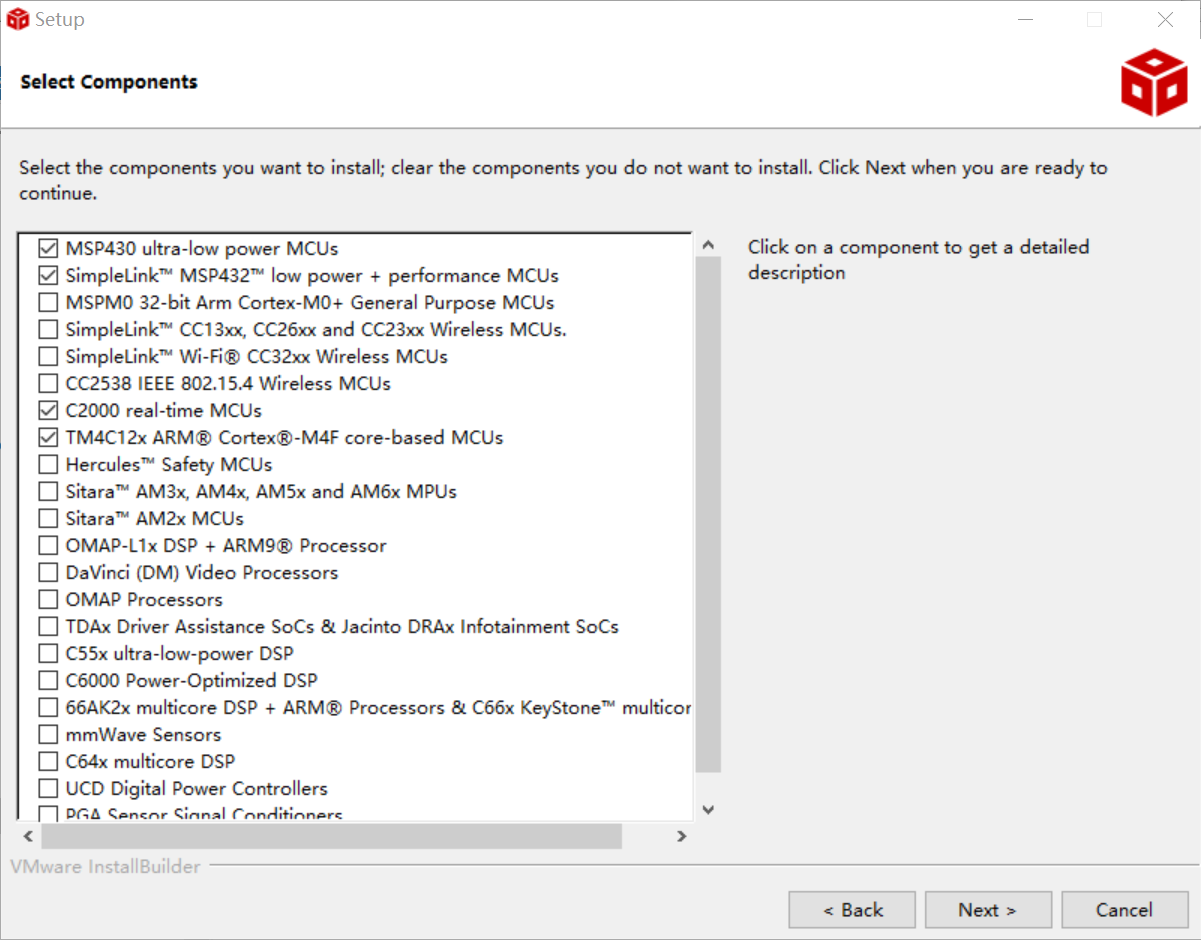 Setup
Select Components
Select the components you want to install; clear the components you do not want to install. Click Next when you are ready to
continue.
MSP430 ultra-low power MCUs
SimpleLink™ MSP432™ low power + performance MCUs
MSPM0 32-bit Arm Cortex-M0+ General Purpose MCUs
SimpleLink™ CC13xx, CC26xx and CC23xx Wireless MCUs.
SimpleLink™ Wi-Fi® CC32xx Wireless MCUs
CC2538 IEEE 802.15.4 Wireless MCUs
C2000 real-time MCUs
TM4C12x ARM® Cortex®-M4F core-based MCUs
Hercules™ Safety MCUs
Sitara™ AM3x, AM4x, AM5x and AM6x MPUs
Sitara™ AM2x MCUs
OMAP-L1x DSP + ARM9® Processor
DaVinci (DM) Video Processors
OMAP Processors
TDAx Driver Assistance SoCs & Jacinto DRAx Infotainment SoCs
C55x ultra-low-power DSP
C6000 Power-Optimized DSP
66AK2x multicore DSP + ARM® Processors & C66x KeyStone™ multicor
mmWave Sensors
C64x multicore DSP
UCD Digital Power Controllers
PGA Sensor Signal Conditioners
Click on a component to get a detailed
description
VMware InstallBuilder
< Back
Next >
Cancel